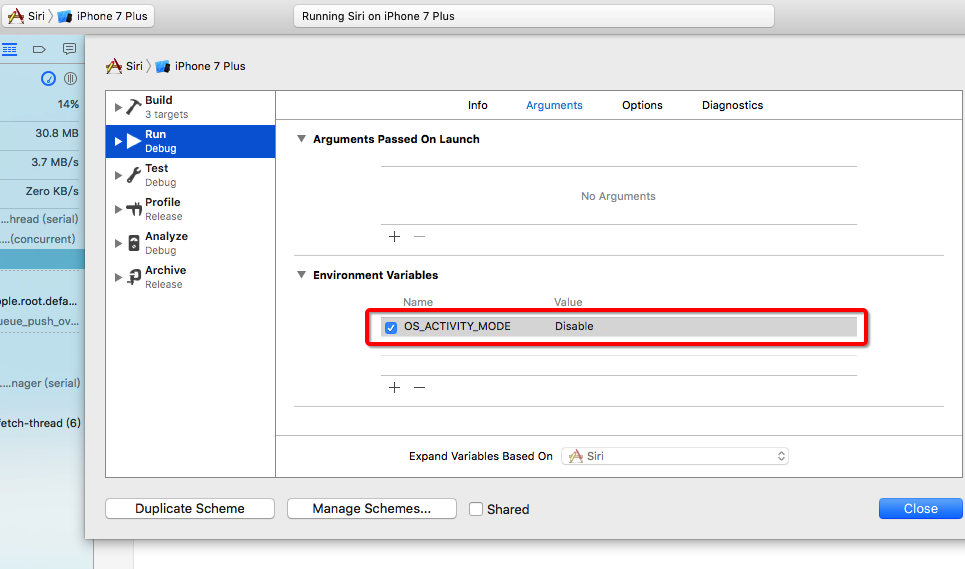 Siri iPhone 7 Plus
Running Siri on iPhone 7 Plus
14%
30.8 MB
3.7 MB/s
Zero KB/s
...hread (serial)
....(concurrent)
ople.root.defa...
ueue_push_ov...
....nager (serial)
fetch-thread (6)
Siri iPhone 7 Plus
Build
3 targets
Run
Debug
Test
Debug
Profile
Release
Analyze
Debug
Archive
Release
Info Arguments Options Diagnostics
Arguments Passed On Launch
No Arguments
Environment Variables
Name Value
OS_ACTIVITY_MODE Disable
Expand Variables Based On Siri
Duplicate Scheme Manage Schemes... Shared Close